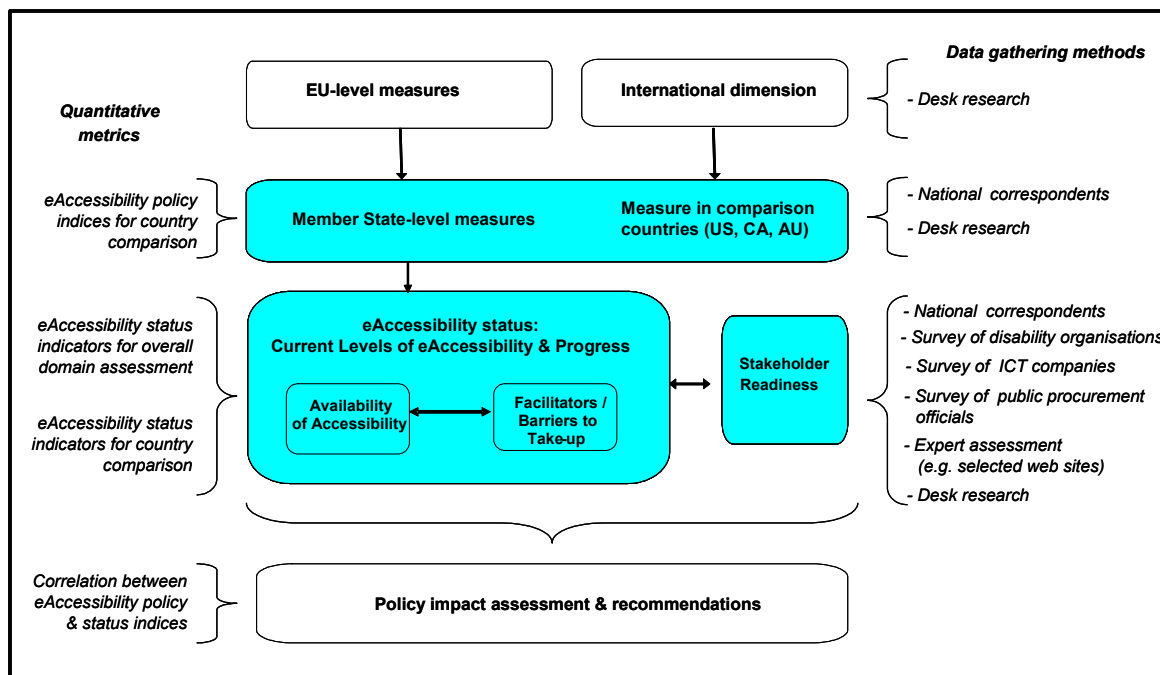 Data gathering methods
EU-level measures
International dimension
- Desk research
Quantitative
metrics
eAccessibility policy
indices for country
comparison
Member State-level measures
Measure in comparison
countries (US, CA, AU)
- National correspondents
- Desk research
eAccessibility status
indicators for overall
domain assessment
eAccessibility status
indicators for country
comparison
eAccessibility status:
Current Levels of eAccessibility & Progress
Availability
of Accessibility
Facilitators /
Barriers to
Take-up
Stakeholder
Readiness
- National correspondents
- Survey of disability organisations
- Survey of ICT companies
- Survey of public procurement
officials
- Expert assessment
(e.g. selected web sites)
- Desk research
Correlation between
eAccessibility policy
& status indices
Policy impact assessment & recommendations